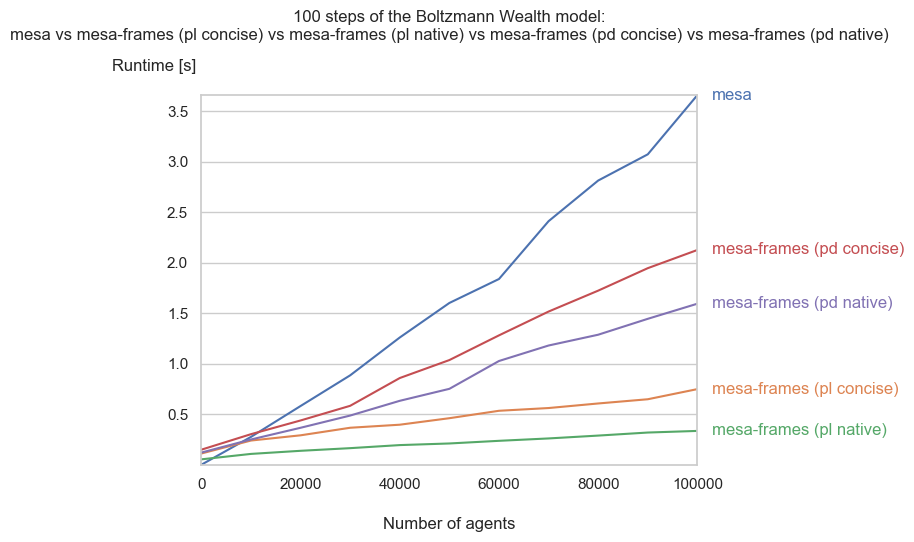 100 steps of the Boltzmann Wealth model:
mesa vs mesa-frames (pl concise) vs mesa-frames (pl native) vs mesa-frames (pd concise) vs mesa-frames (pd native)
Runtime [s]
mesa
3.5
3.0
2.5
mesa-frames (pd concise)
2.0
mesa-frames (pd native)
1.5
1.0
mesa-frames (pl concise)
0.5
mesa-frames (pl native)
0 20000 40000 60000 80000 100000
Number of agents